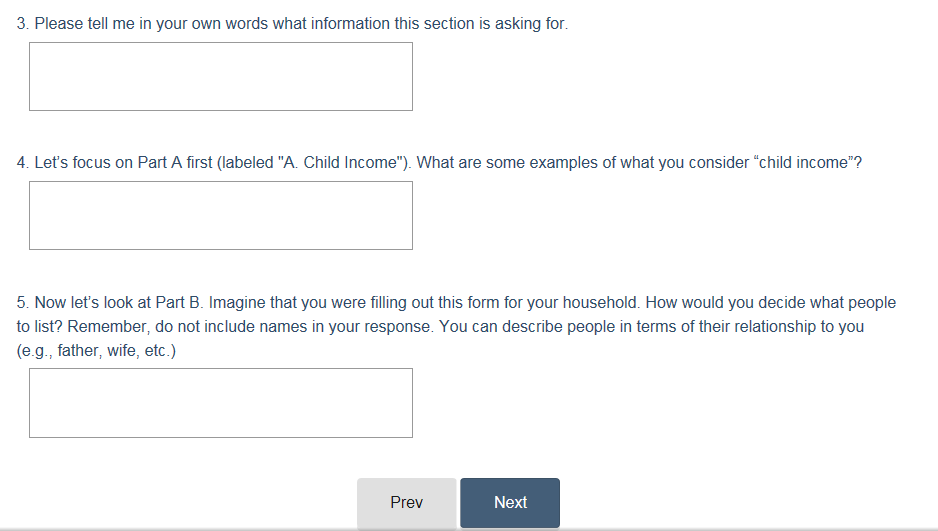 3. Please tell me in your own words what information this section is asking for.
4. Let’s focus on Part A first (labeled "A. Child Income"). What are some examples of what you consider “child income”?
5. Now let’s look at Part B. Imagine that you were filling out this form for your household. How would you decide what people
to list? Remember, do not include names in your response. You can describe people in terms of their relationship to you
(e.g., father, wife, etc.)
Prev Next